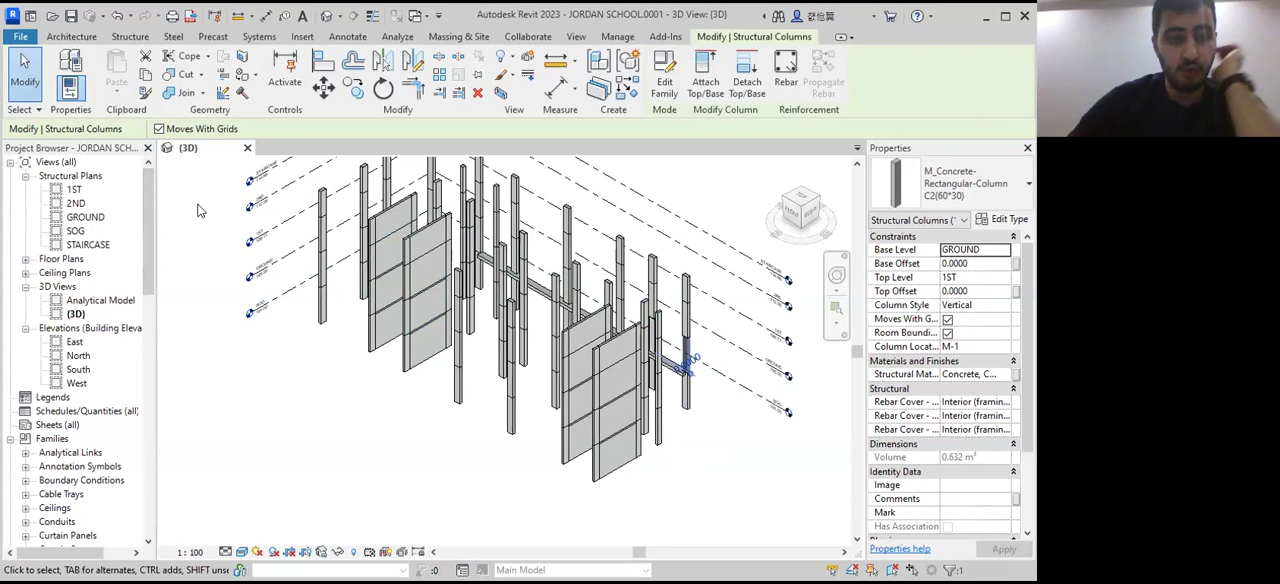 Autodesk Revit 2023 - JORDAN SCHOOL.0001 - 3D View: {3D}
File Architecture Structure Steel Precast Systems Insert Annotate Analyze Massing & Site Collaborate View Manage Add-Ins Modify | Structural Columns
Modify Paste Cope Cut Join Activate Edit Family Attach Top/Base Detach Top/Base Rebar Propagate Rebar
Select Properties Clipboard Geometry Controls Modify View Measure Create Mode Modify Column Reinforcement
Modify | Structural Columns Moves With Grids
Project Browser - JORDAN SCH...
Views (all)
Structural Plans
1ST
2ND
GROUND
SOG
STAIRCASE
Floor Plans
Ceiling Plans
3D Views
Analytical Model
{3D}
Elevations (Building Eleva
East
North
South
West
Legends
Schedules/Quantities (all)
Sheets (all)
Families
Analytical Links
Annotation Symbols
Boundary Conditions
Cable Trays
Ceilings
Conduits
Curtain Panels
{3D}
TOP
FRONT
RIGHT
1 : 100
Properties
M_Concrete-
Rectangular-Column
C2(60*30)
Structural Columns (
Edit Type
Constraints
Base Level GROUND
Base Offset 0.0000
Top Level 1ST
Top Offset 0.0000
Column Style Vertical
Moves With G...
Room Boundi...
Column Locat... M-1
Materials and Finishes
Structural Mat... Concrete, C...
Structural
Rebar Cover - ... Interior (framin...
Rebar Cover - ... Interior (framin...
Rebar Cover - ... Interior (framin...
Dimensions
Volume 0.632 m³
Identity Data
Image
Comments
Mark
Has Association
Properties help
Apply
Click to select, TAB for alternates, CTRL adds, SHIFT unse
:0
Main Model
:1